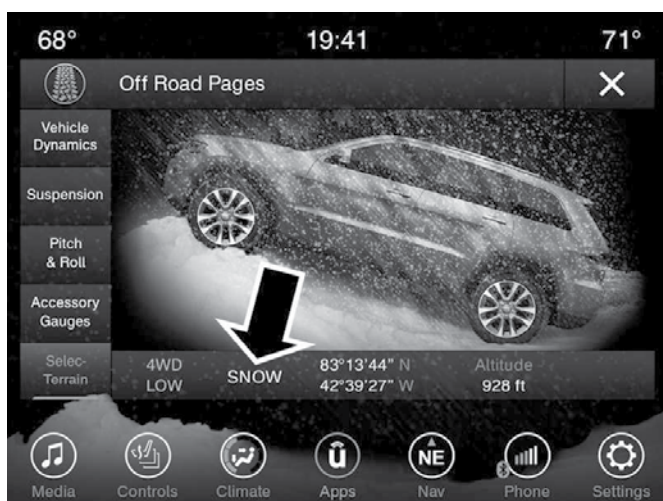 68° 19:41 71°
Off Road Pages
Vehicle
Dynamics
Suspension
Pitch
& Roll
Accessory
Gauges
Selec-
Terrain
4WD
LOW
SNOW
83°13'44" N
42°39'27" W
Altitude
928 ft
û
NE
Media Controls Climate Apps Nav Phone Settings